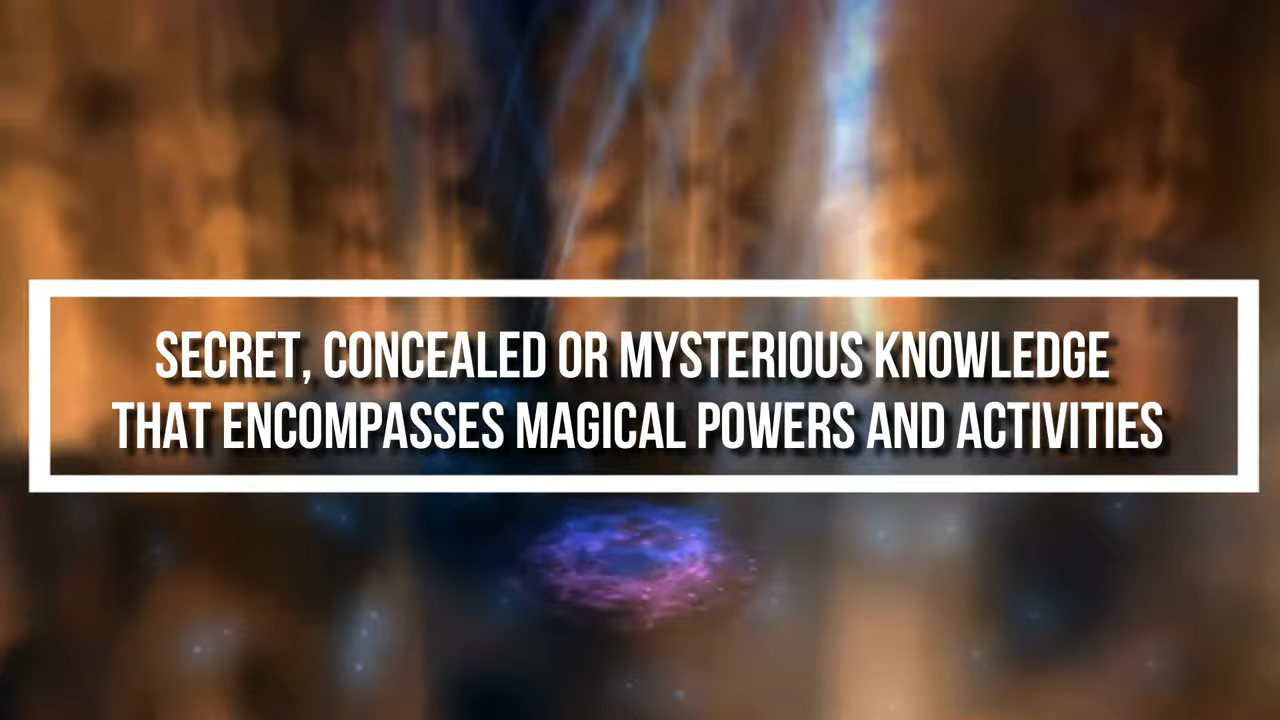 SECRET, CONCEALED OR MYSTERIOUS KNOWLEDGE
THAT ENCOMPASSES MAGICAL POWERS AND ACTIVITIES